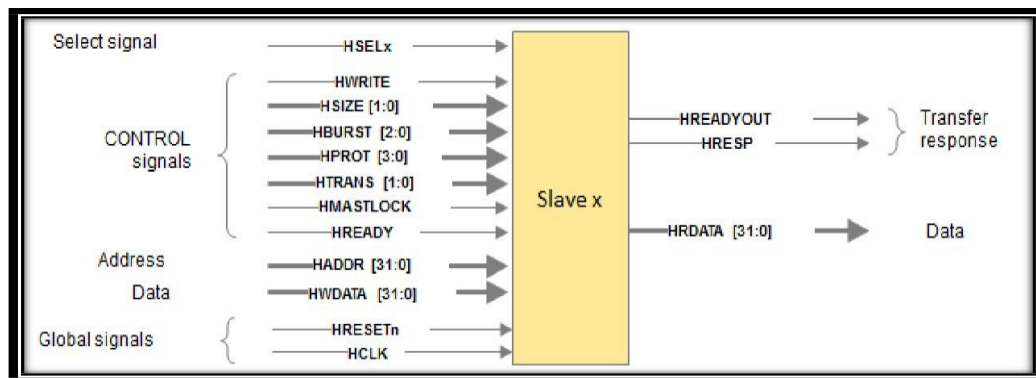 Select signal
HSELx
CONTROL
signals
HWRITE
HSIZE [1:0]
HBURST [2:0]
HPROT [3:0]
HTRANS [1:0]
HMASTLOCK
HREADY
Address
HADDR [31:0]
Data
HWDATA [31:0]
Global signals
HRESETn
HCLK
Slave x
HREADYOUT
HRESP
Transfer
response
HRDATA [31:0]
Data